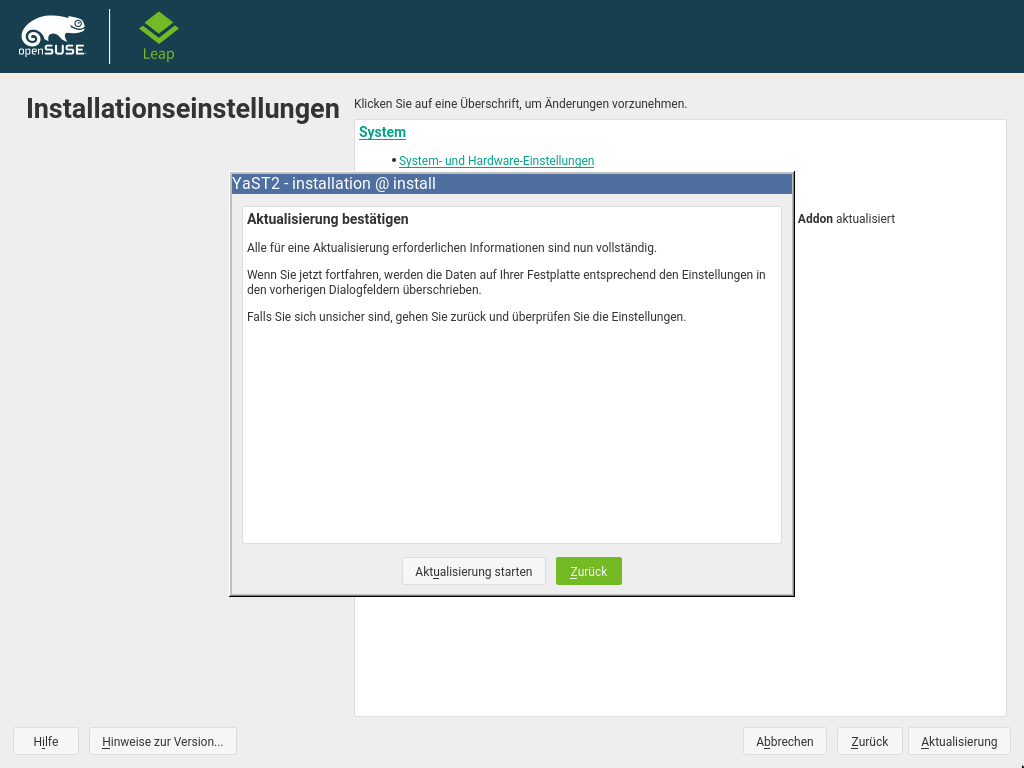 openSUSE
Leap
Installationseinstellungen
Klicken Sie auf eine Überschrift, um Änderungen vorzunehmen.
System
• System- und Hardware-Einstellungen
Addon aktualisiert
YaST2 - installation @ install
Aktualisierung bestätigen
Alle für eine Aktualisierung erforderlichen Informationen sind nun vollständig.
Wenn Sie jetzt fortfahren, werden die Daten auf Ihrer Festplatte entsprechend den Einstellungen in
den vorherigen Dialogfeldern überschrieben.
Falls Sie sich unsicher sind, gehen Sie zurück und überprüfen Sie die Einstellungen.
Aktualisierung starten
Zurück
Hilfe
Hinweise zur Version...
Abbrechen
Zurück
Aktualisierung